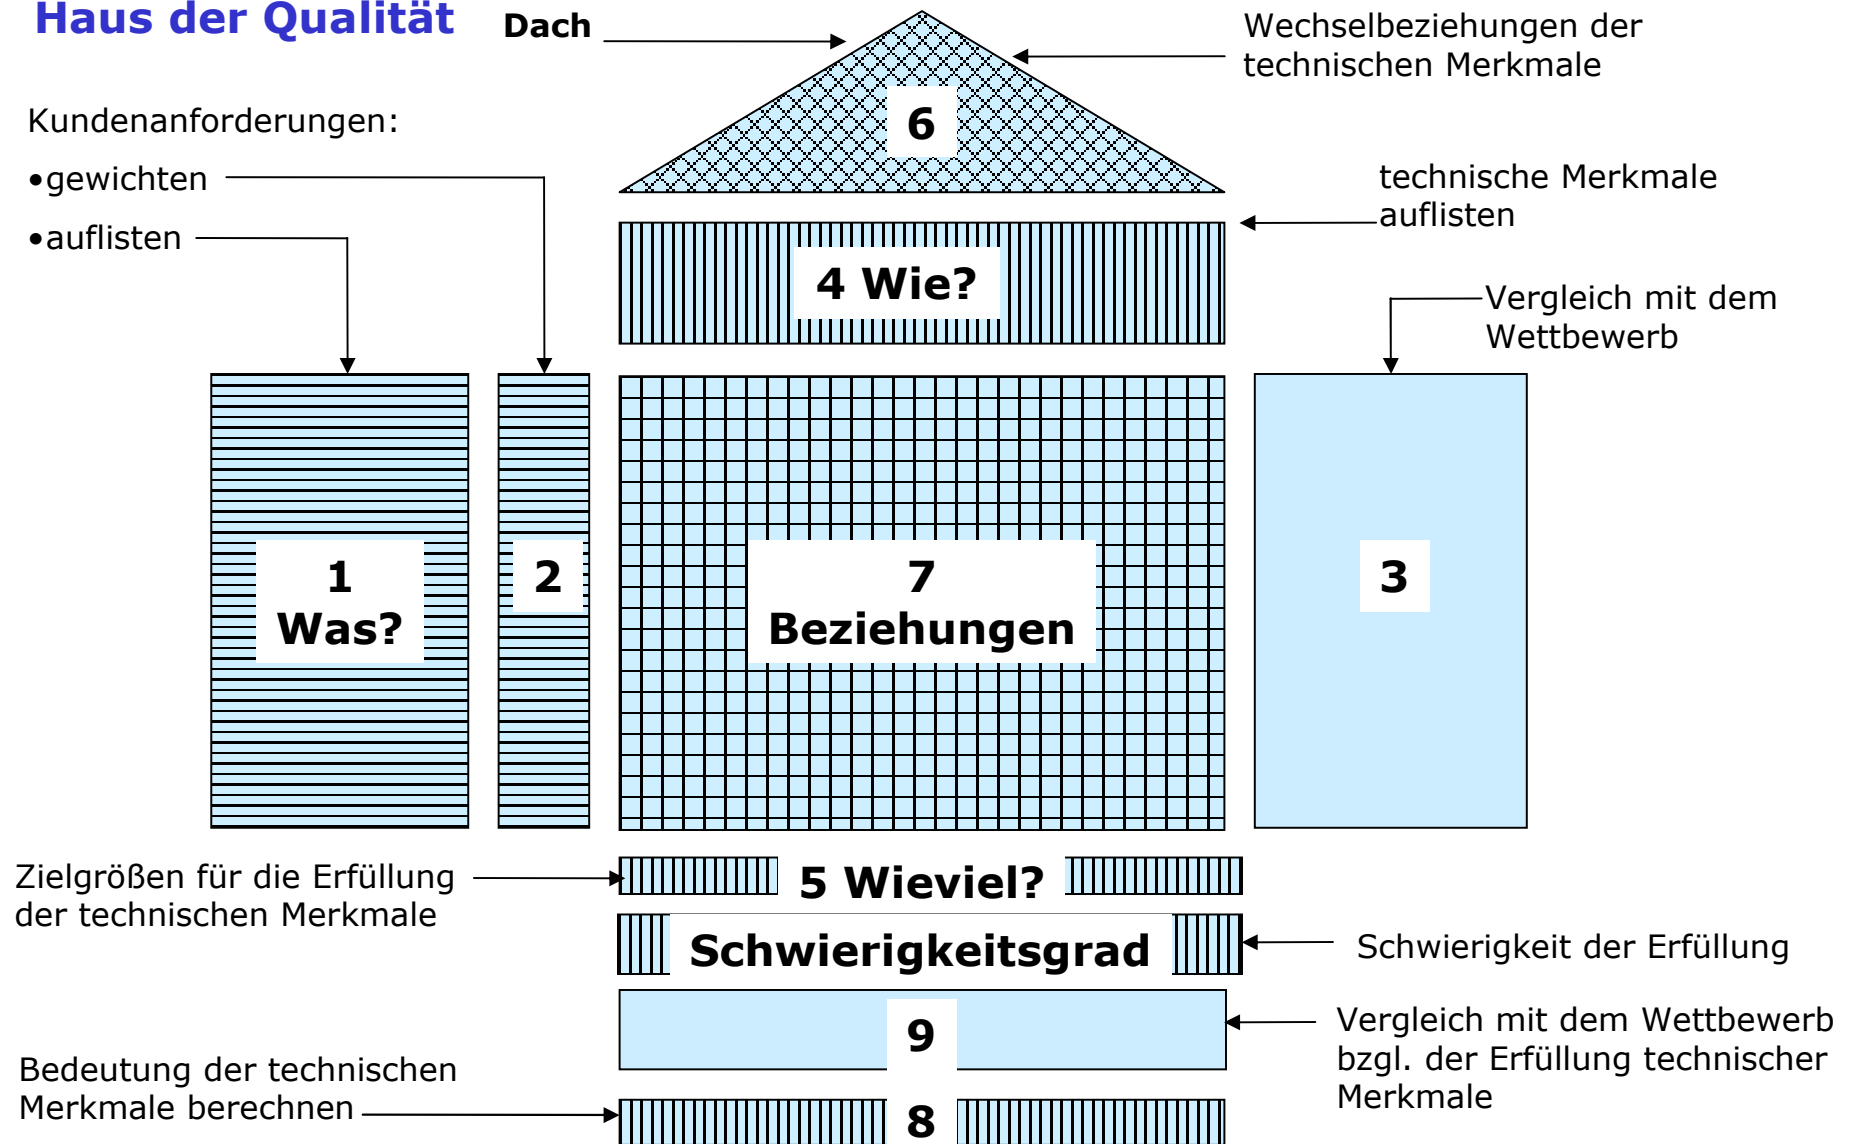 Haus der Qualität
Dach
Wechselbeziehungen der
technischen Merkmale
6
Kundenanforderungen:
•gewichten
•auflisten
technische Merkmale
auflisten
4 Wie?
Vergleich mit dem
Wettbewerb
1
Was?
2
7
Beziehungen
3
Zielgrößen für die Erfüllung
der technischen Merkmale
5 Wieviel?
Schwierigkeitsgrad
Schwierigkeit der Erfüllung
9
Vergleich mit dem Wettbewerb
bzgl. der Erfüllung technischer
Merkmale
Bedeutung der technischen
Merkmale berechnen
8